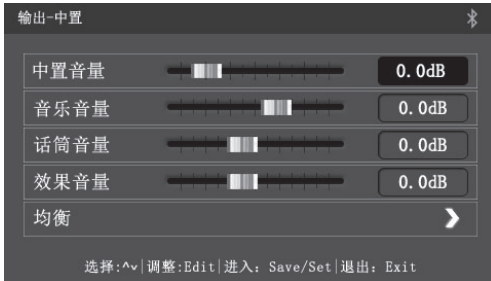 输出-中置
中置音量 0.0dB
音乐音量 0.0dB
话筒音量 0.0dB
效果音量 0.0dB
均衡
选择:^v|调整:Edit|进入: Save/Set|退出: Exit